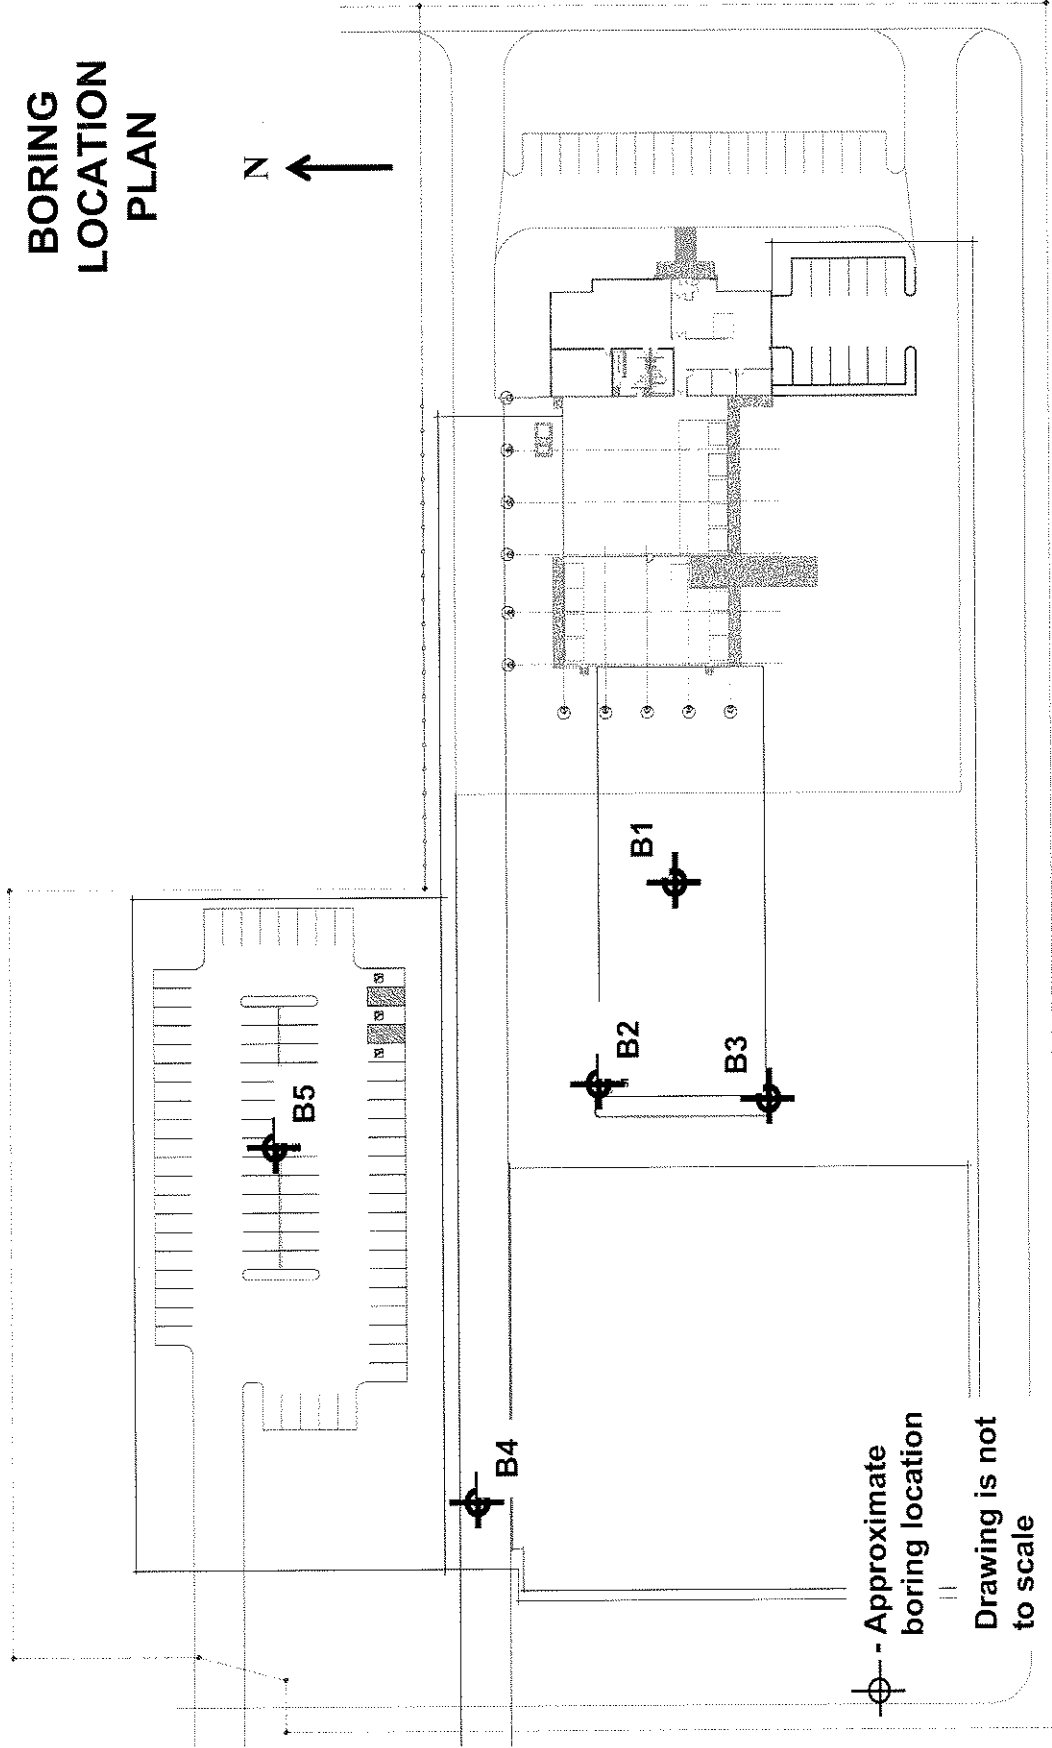 BORING
LOCATION
PLAN
N
B5
B4
B2
B1
B3
- Approximate
boring location
Drawing is not
to scale